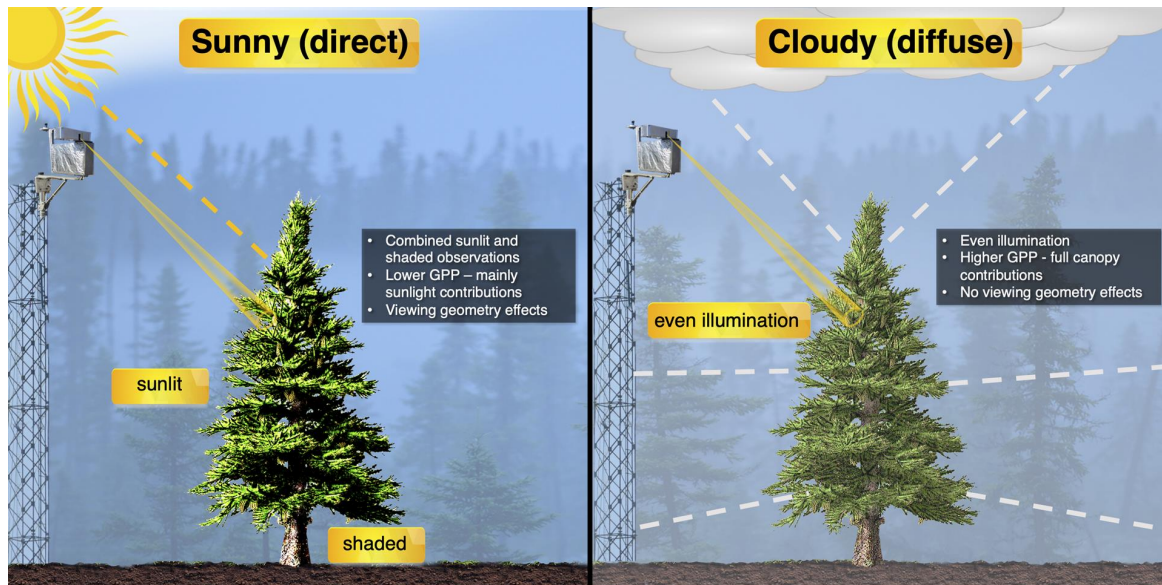 Sunny (direct)
• Combined sunlit and
shaded observations
• Lower GPP – mainly
sunlight contributions
• Viewing geometry effects
sunlit
shaded
Cloudy (diffuse)
• Even illumination
• Higher GPP - full canopy
contributions
• No viewing geometry effects
even illumination